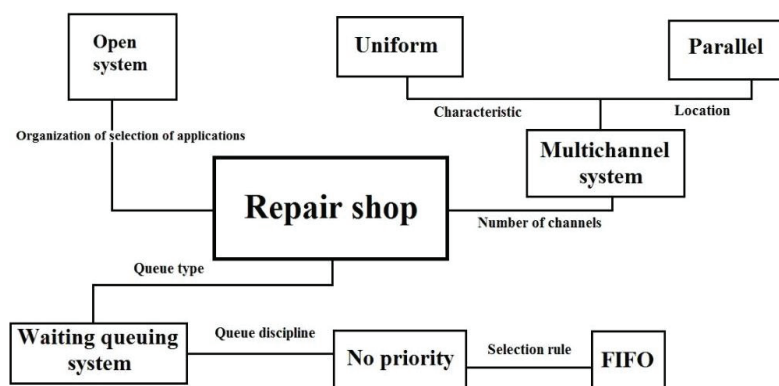 Open
system
Uniform
Parallel
Characteristic
Location
Organization of selection of applications
Multichannel
system
Repair shop
Number of channels
Queue type
Waiting queuing
system
Queue discipline
No priority
Selection rule
FIFO